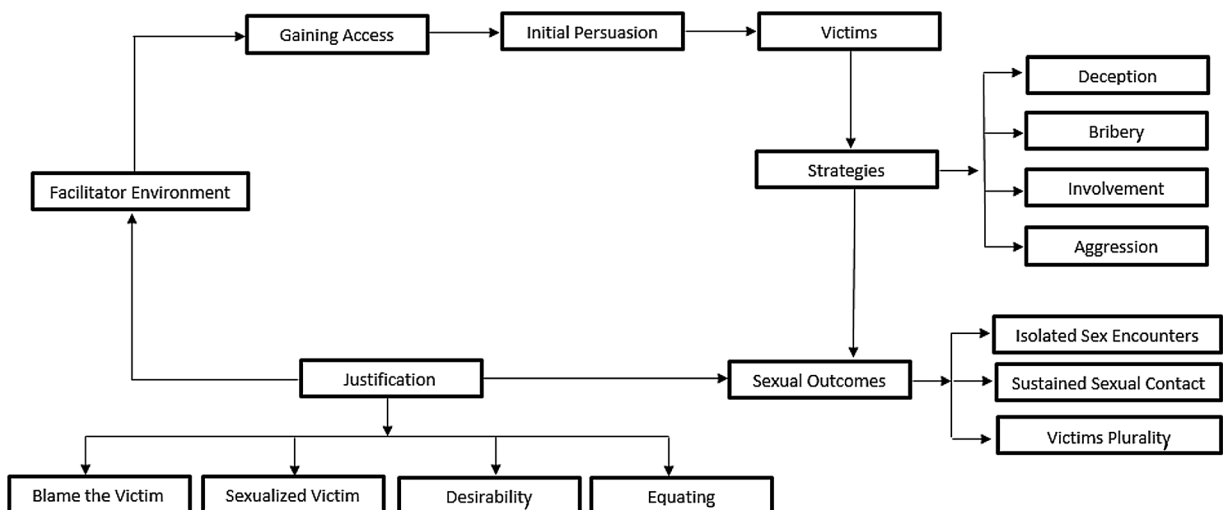 Gaining Access
Initial Persuasion
Victims
Deception
Bribery
Strategies
Involvement
Facilitator Environment
Aggression
Isolated Sex Encounters
Justification
Sexual Outcomes
Sustained Sexual Contact
Victims Plurality
Blame the Victim
Sexualized Victim
Desirability
Equating